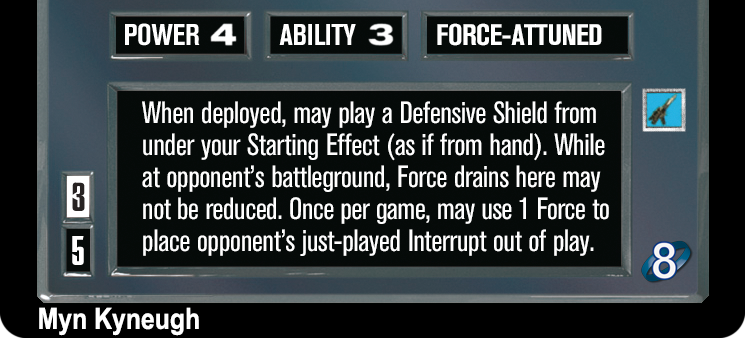 POWER 4 ABILITY 3 FORCE-ATTUNED
When deployed, may play a Defensive Shield from
under your Starting Effect (as if from hand). While
at opponent's battleground, Force drains here may
not be reduced. Once per game, may use 1 Force to
place opponent's just-played Interrupt out of play.
3
5
8
Myn Kyneugh